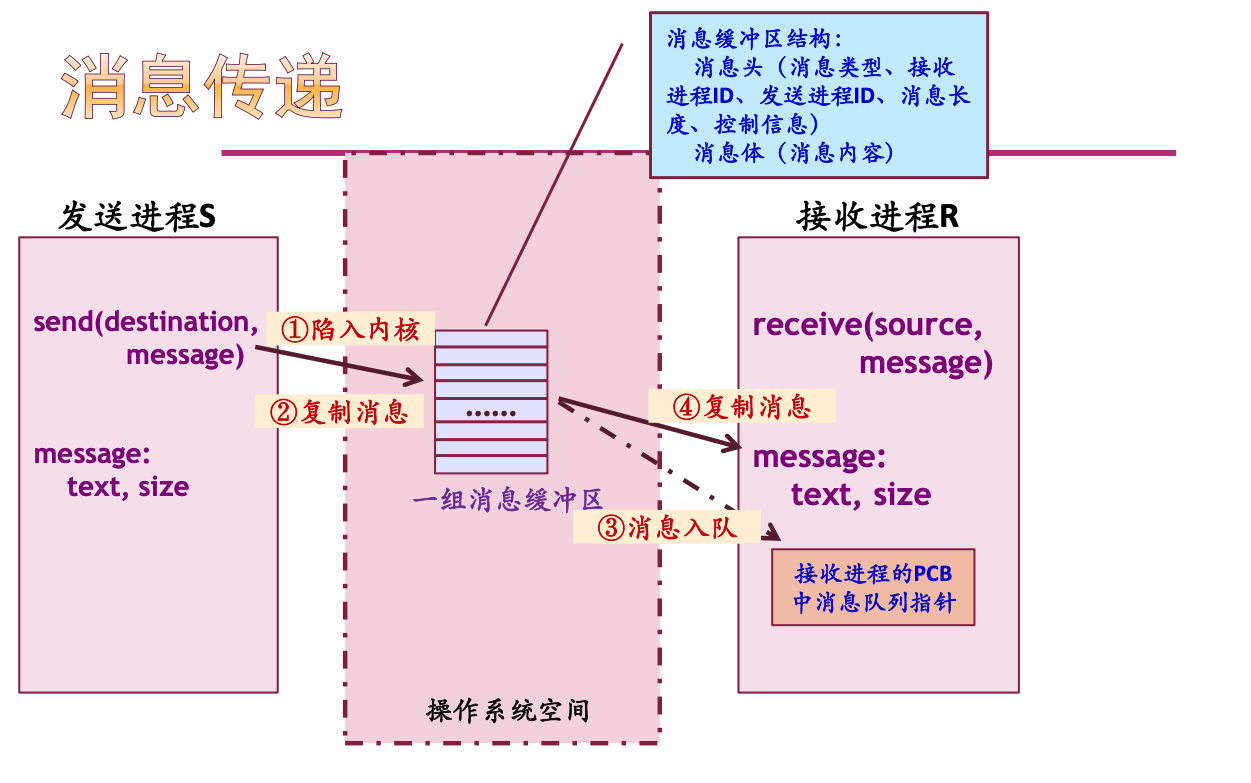 消息传递
消息缓冲区结构：
消息头（消息类型、接收
进程ID、发送进程ID、消息长
度、控制信息）
消息体（消息内容）
发送进程S
send(destination,
message)
message:
text, size
①陷入内核
②复制消息
......
一组消息缓冲区
操作系统空间
④复制消息
③消息入队
接收进程R
receive(source,
message)
message:
text, size
接收进程的PCB
中消息队列指针